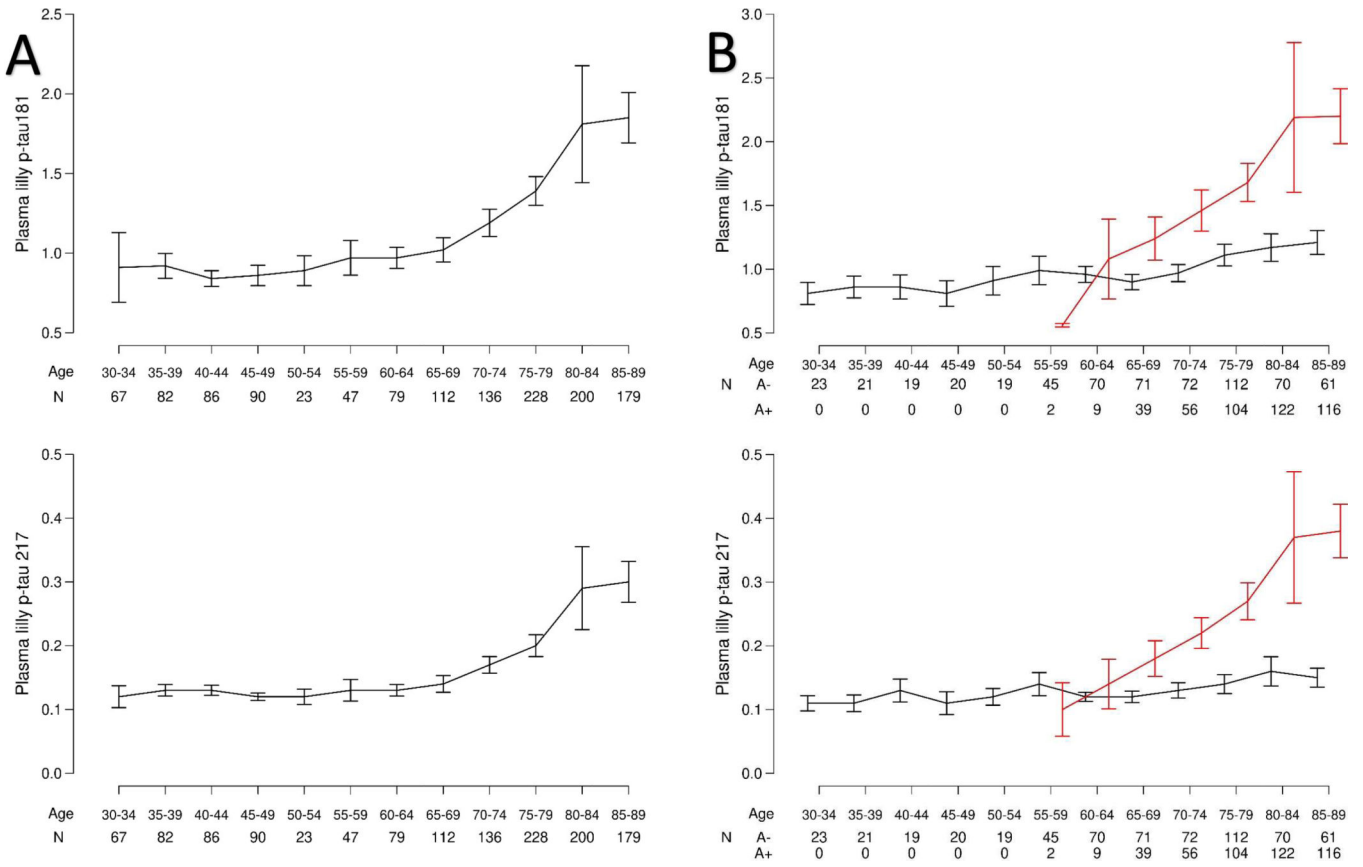 A
Plasma lilly p-tau181
2.5
2.0
1.5
1.0
0.5
Age 30-34 35-39 40-44 45-49 50-54 55-59 60-64 65-69 70-74 75-79 80-84 85-89
N 67 82 86 90 23 47 79 112 136 228 200 179
B
Plasma lilly p-tau181
3.0
2.5
2.0
1.5
1.0
0.5
Age 30-34 35-39 40-44 45-49 50-54 55-59 60-64 65-69 70-74 75-79 80-84 85-89
N A- 23 21 19 20 19 45 70 71 72 112 70 61
A+ 0 0 0 0 0 2 9 39 56 104 122 116
Plasma lilly p-tau 217
0.5
0.4
0.3
0.2
0.1
0.0
Age 30-34 35-39 40-44 45-49 50-54 55-59 60-64 65-69 70-74 75-79 80-84 85-89
N 67 82 86 90 23 47 79 112 136 228 200 179
Plasma lilly p-tau 217
0.5
0.4
0.3
0.2
0.1
0.0
Age 30-34 35-39 40-44 45-49 50-54 55-59 60-64 65-69 70-74 75-79 80-84 85-89
N A- 23 21 19 20 19 45 70 71 72 112 70 61
A+ 0 0 0 0 0 2 9 39 56 104 122 116